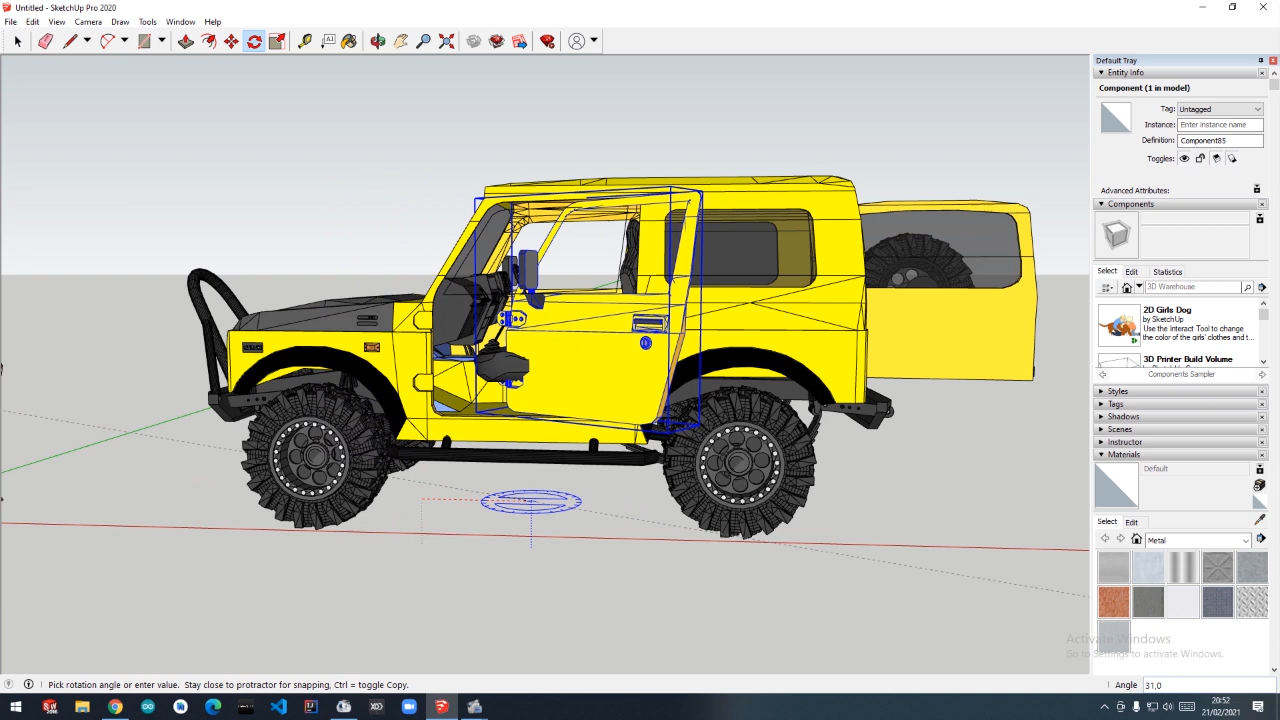 Untitled - SketchUp Pro 2020
File Edit View Camera Draw Tools Window Help
Default Tray
Entity Info
Component (1 in model)
Tag: Untagged
Instance: Enter instance name
Definition: Component85
Toggles:
Advanced Attributes:
Components
Select Edit Statistics
3D Warehouse
2D Girls Dog
by SketchUp
Use the Interact Tool to change
the color of the girls' clothes and t...
3D Printer Build Volume
Components Sampler
Styles
Tags
Shadows
Scenes
Instructor
Materials
Default
Select Edit
Metal
Activate Windows
Go to Settings to activate Windows.
Pick rotation angle or enter value. Stay close to protractor for snapping, Ctrl = toggle Copy.
Angle 31,0
20:52
21/02/2021